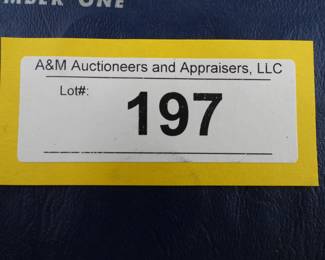 MBER ONE
A&M Auctioneers and Appraisers, LLC
Lot#:
197